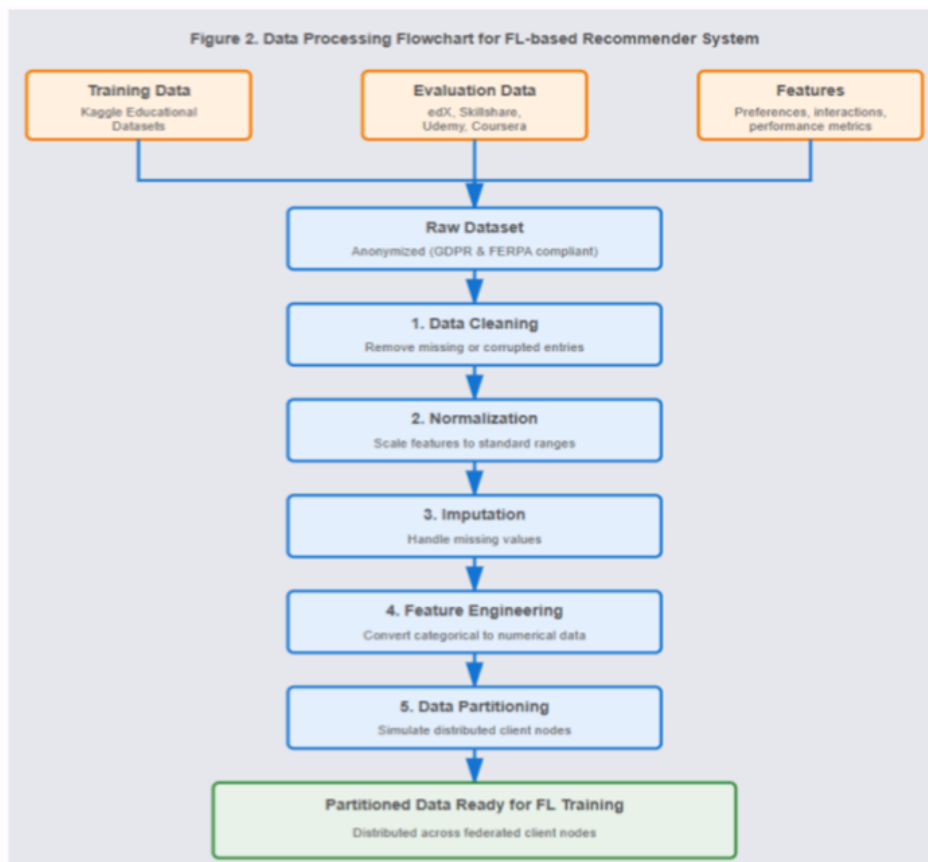 Figure 2. Data Processing Flowchart for FL-based Recommender System
Training Data
Kaggle Educational
Datasets
Evaluation Data
edX, Skillshare,
Udemy, Coursera
Features
Preferences, interactions,
performance metrics
Raw Dataset
Anonymized (GDPR & FERPA compliant)
1. Data Cleaning
Remove missing or corrupted entries
2. Normalization
Scale features to standard ranges
3. Imputation
Handle missing values
4. Feature Engineering
Convert categorical to numerical data
5. Data Partitioning
Simulate distributed client nodes
Partitioned Data Ready for FL Training
Distributed across federated client nodes